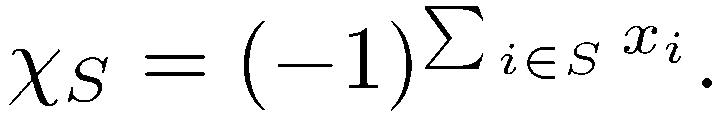 χ_S = (−1)^{∑_{i∈S} x_i}.